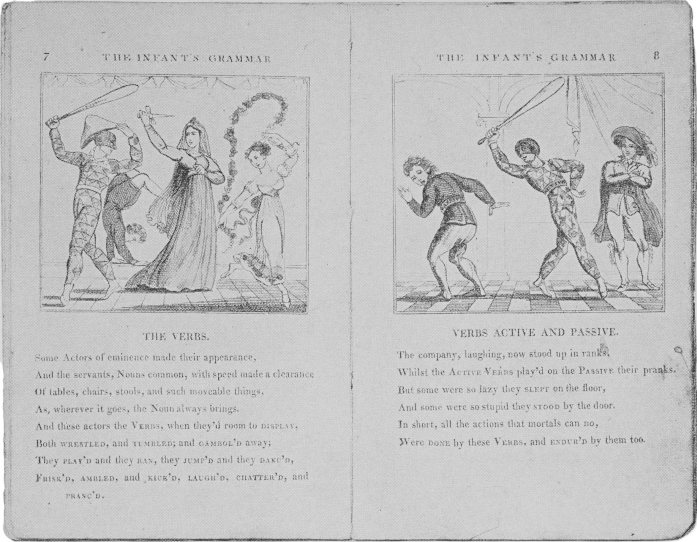 7
THE INFANT'S GRAMMAR
THE VERBS.
Some Actors of eminence made their appearance,
And the servants, Nouns common, with speed made a clearance
Of tables, chairs, stools, and such moveable things,
As, wherever it goes, the Noun always brings.
And these actors the VERBS, when they'd room to DISPLAY,
Both WRESTLED, and TUMBLED; and GAMBOL'D away;
They PLAY'D and they RAN, they JUMP'D and they DANC'D,
FRISK'D, AMBLED, and KICK'D, LAUGH'D, CHATTER'D, and
PRANC'D.
THE INFANT'S GRAMMAR
8
VERBS ACTIVE AND PASSIVE.
The company, laughing, now stood up in ranks,
Whilst the ACTIVE VERBS play'd on the PASSIVE their pranks.
But some were so lazy they SLEPT on the floor,
And some were so stupid they STOOD by the door.
In short, all the actions that mortals can DO,
Were DONE by these VERBS, and ENDUR'D by them too.